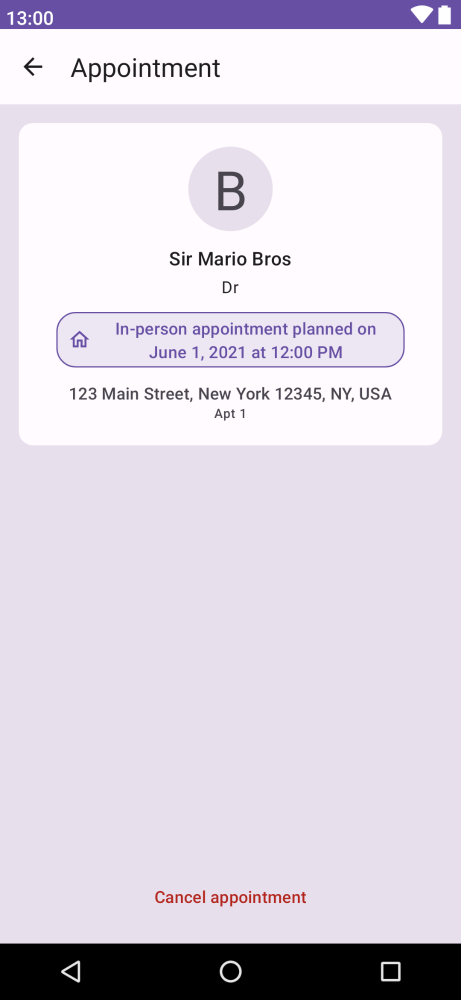 13:00
Appointment
B
Sir Mario Bros
Dr
In-person appointment planned on
June 1, 2021 at 12:00 PM
123 Main Street, New York 12345, NY, USA
Apt 1
Cancel appointment